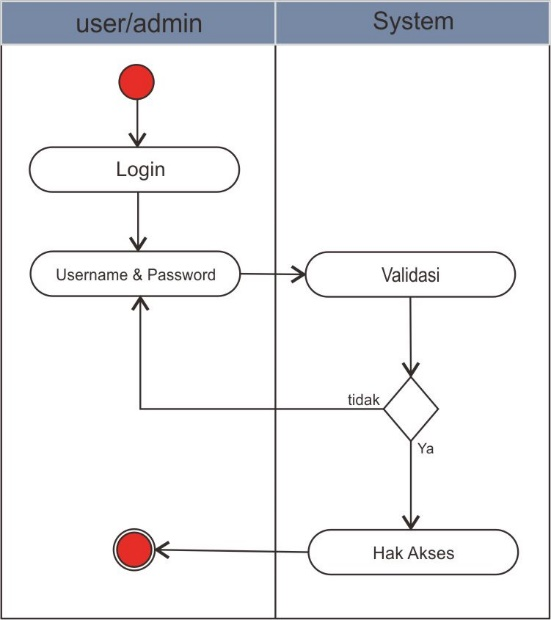 user/admin
System
Login
Username & Password
Validasi
tidak
Ya
Hak Akses